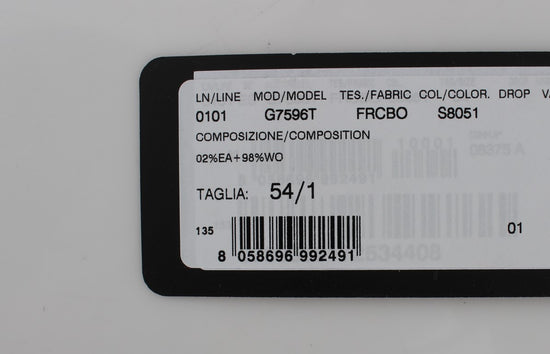 LN/LINE MOD/MODEL TES./FABRIC COL/COLOR. DROP
0101 G7596T FRCBO S8051
COMPOSIZIONE/COMPOSITION
02%EA+98%WO
TAGLIA: 54/1
135 01
8 058696 992491